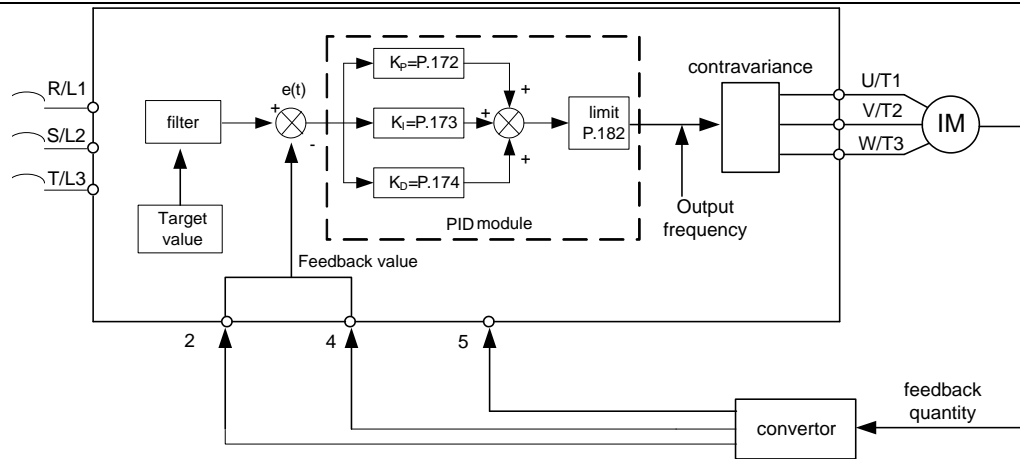 R/L1
S/L2
T/L3
filter
Target
value
+
e(t)
-
K_P=P.172
K_I=P.173
K_D=P.174
+
+
+
limit
P.182
PID module
contravariance
Output
frequency
U/T1
V/T2
W/T3
IM
Feedback value
2
4
5
convertor
feedback
quantity